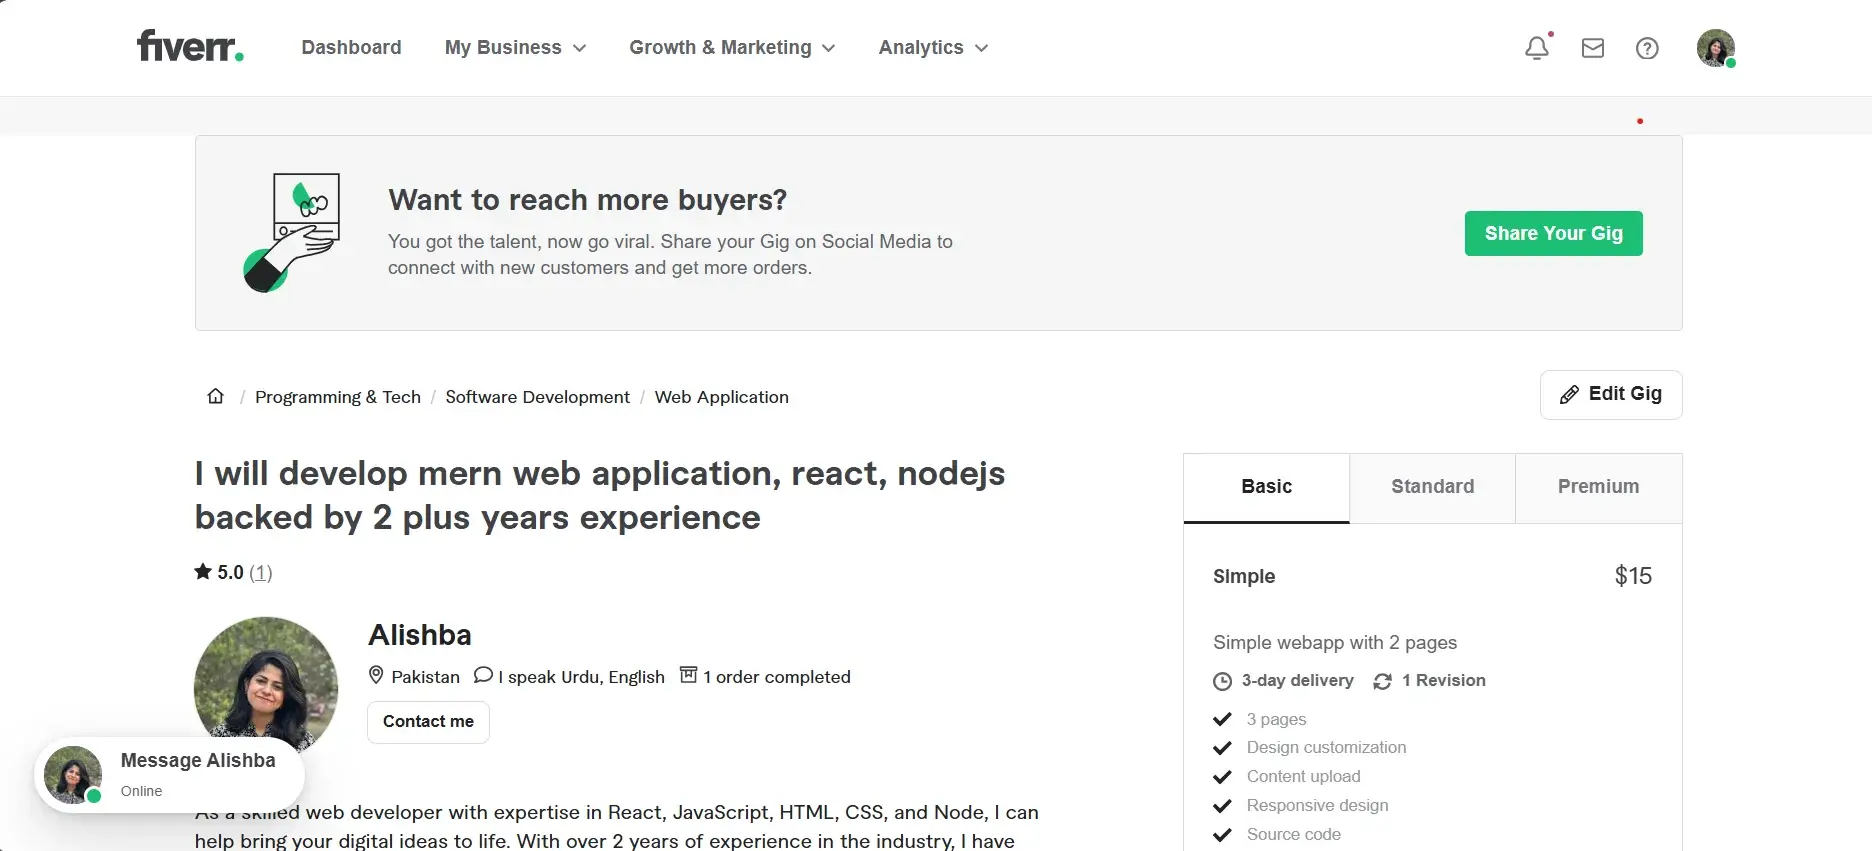 fiverr.
Dashboard
My Business
Growth & Marketing
Analytics
Want to reach more buyers?
You got the talent, now go viral. Share your Gig on Social Media to
connect with new customers and get more orders.
Share Your Gig
/ Programming & Tech / Software Development / Web Application
Edit Gig
I will develop mern web application, react, nodejs
backed by 2 plus years experience
5.0 (1)
Alishba
Pakistan I speak Urdu, English 1 order completed
Contact me
Message Alishba
Online
As a skilled web developer with expertise in React, JavaScript, HTML, CSS, and Node, I can
help bring your digital ideas to life. With over 2 years of experience in the industry, I have
Basic
Standard
Premium
Simple
$15
Simple webapp with 2 pages
3-day delivery 1 Revision
3 pages
Design customization
Content upload
Responsive design
Source code